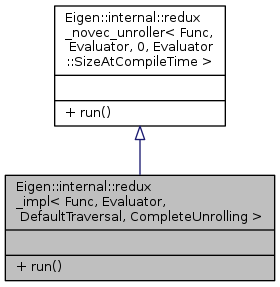 Eigen::internal::redux
_novec_unroller< Func,
Evaluator, 0, Evaluator
::SizeAtCompileTime >
+ run()
Eigen::internal::redux
_impl< Func, Evaluator,
DefaultTraversal, CompleteUnrolling >
+ run()